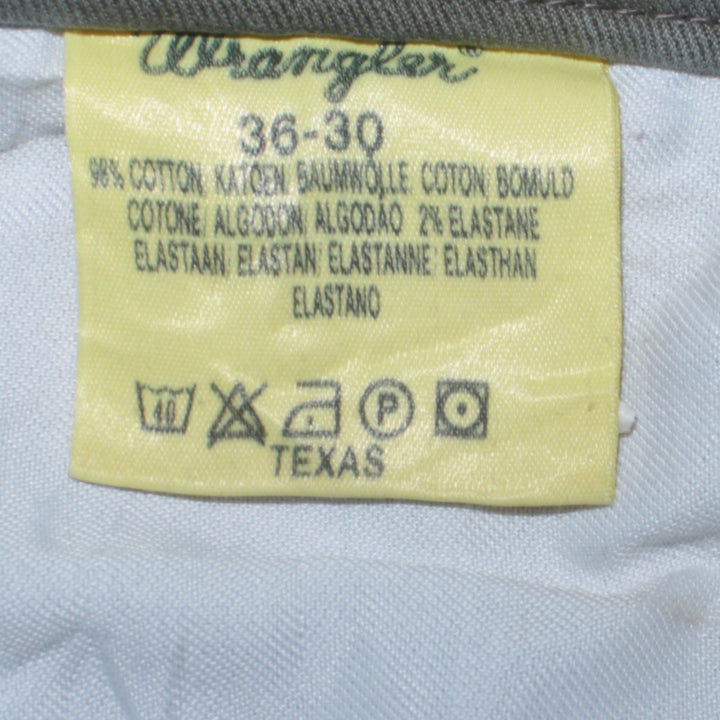 Wrangler®
36-30
98% COTTON/ KATOEN/ BAUMWOLLE/ COTON/ BOMULD
COTONE/ ALGODON/ ALGODÃO 2% ELASTANE
ELASTAAN/ ELASTAN/ ELASTANNE/ ELASTHAN
ELASTANO
40 P
TEXAS